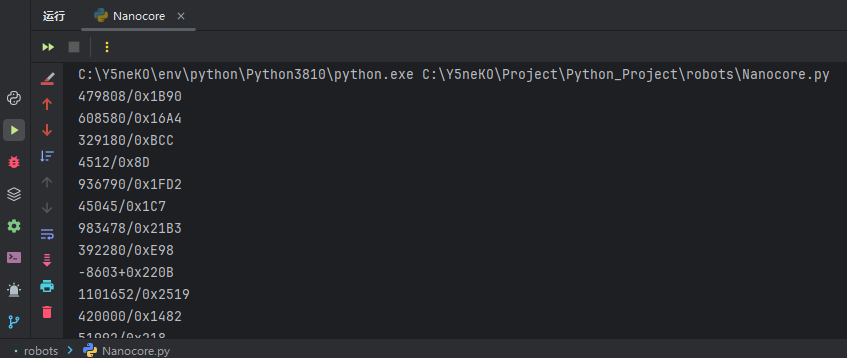 运行
Nanocore
C:\Y5neKO\env\python\Python3810\python.exe C:\Y5neKO\Project\Python_Project\robots\Nanocore.py
479808/0x1B90
608580/0x16A4
329180/0xBCC
4512/0x8D
936790/0x1FD2
45045/0x1C7
983478/0x21B3
392280/0xE98
-8603+0x220B
1101652/0x2519
420000/0x1482
51992/0x218
robots > Nanocore.py